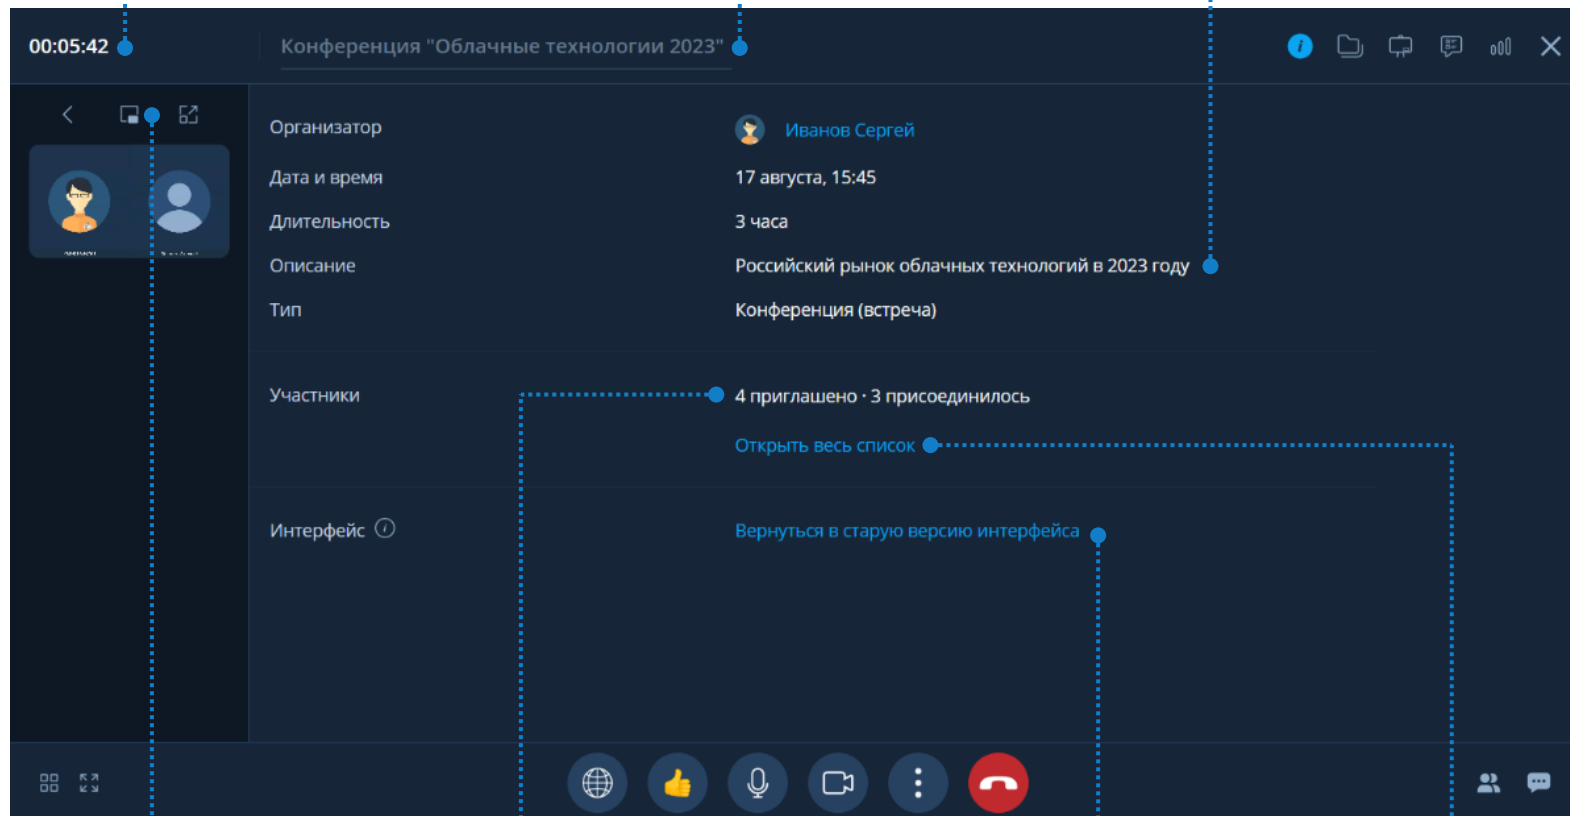 00:05:42
Конференция "Облачные технологии 2023"
Организатор
Иванов Сергей
Дата и время
17 августа, 15:45
Длительность
3 часа
Описание
Российский рынок облачных технологий в 2023 году
Тип
Конференция (встреча)
Участники
4 приглашено · 3 присоединилось
Открыть весь список
Интерфейс
Вернуться в старую версию интерфейса